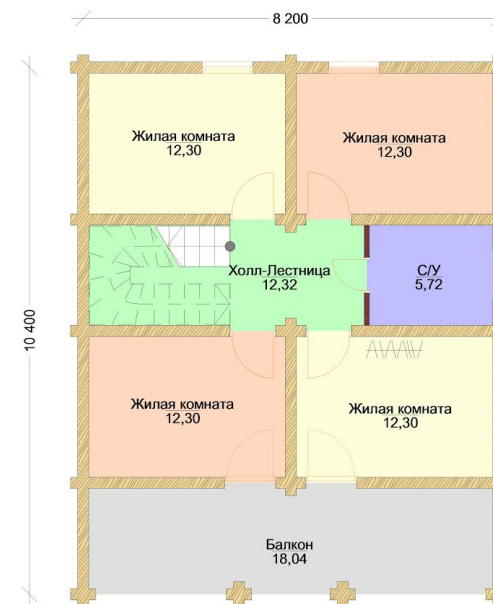 8 200
Жилая комната
12,30
Жилая комната
12,30
10 400
Холл-Лестница
12,32
С/У
5,72
Жилая комната
12,30
Жилая комната
12,30
Балкон
18,04